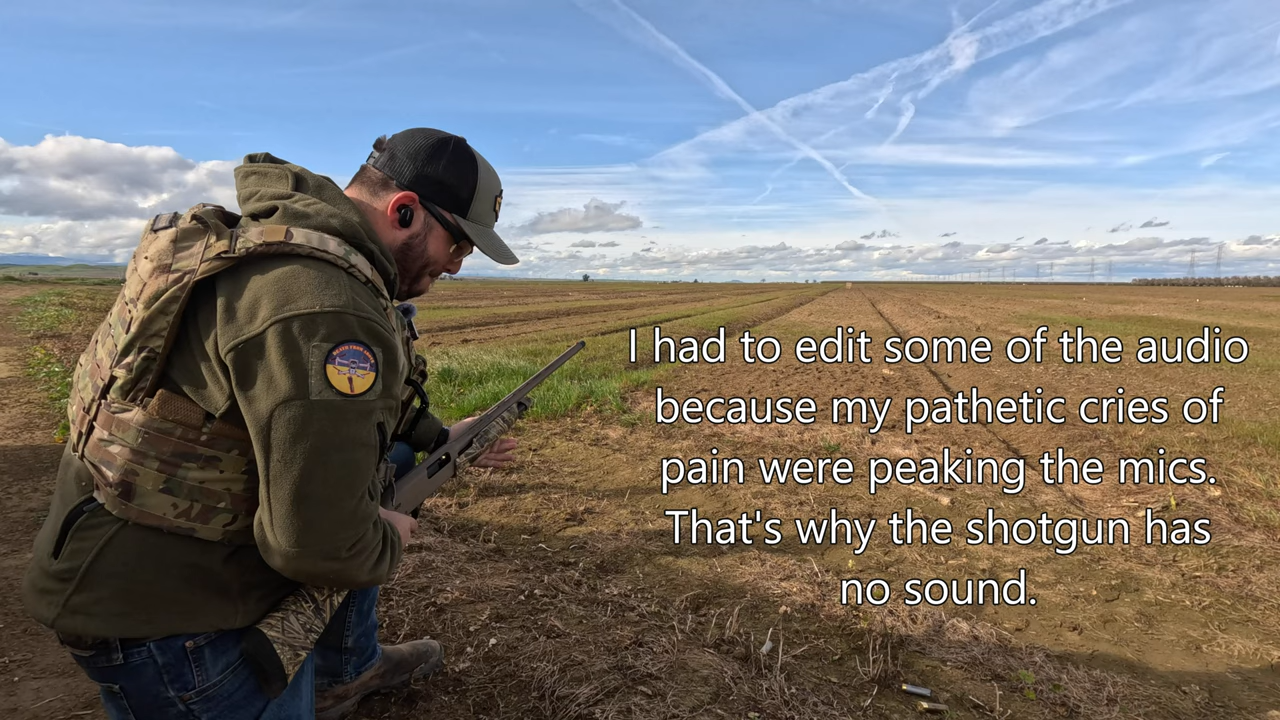 I had to edit some of the audio
because my pathetic cries of
pain were peaking the mics.
That's why the shotgun has
no sound.